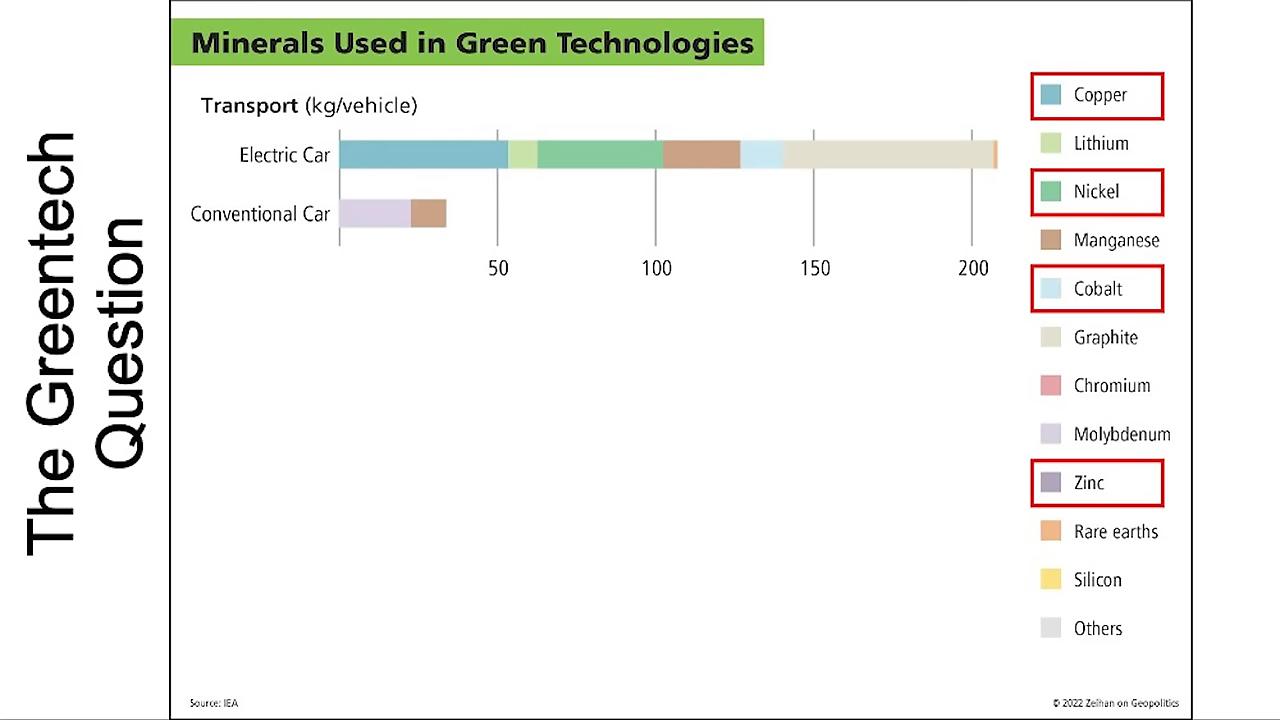 The Greentech
Question
Minerals Used in Green Technologies
Transport (kg/vehicle)
Electric Car
Conventional Car
50 100 150 200
Copper
Lithium
Nickel
Manganese
Cobalt
Graphite
Chromium
Molybdenum
Zinc
Rare earths
Silicon
Others
Source: IEA
© 2022 Zeihan on Geopolitics